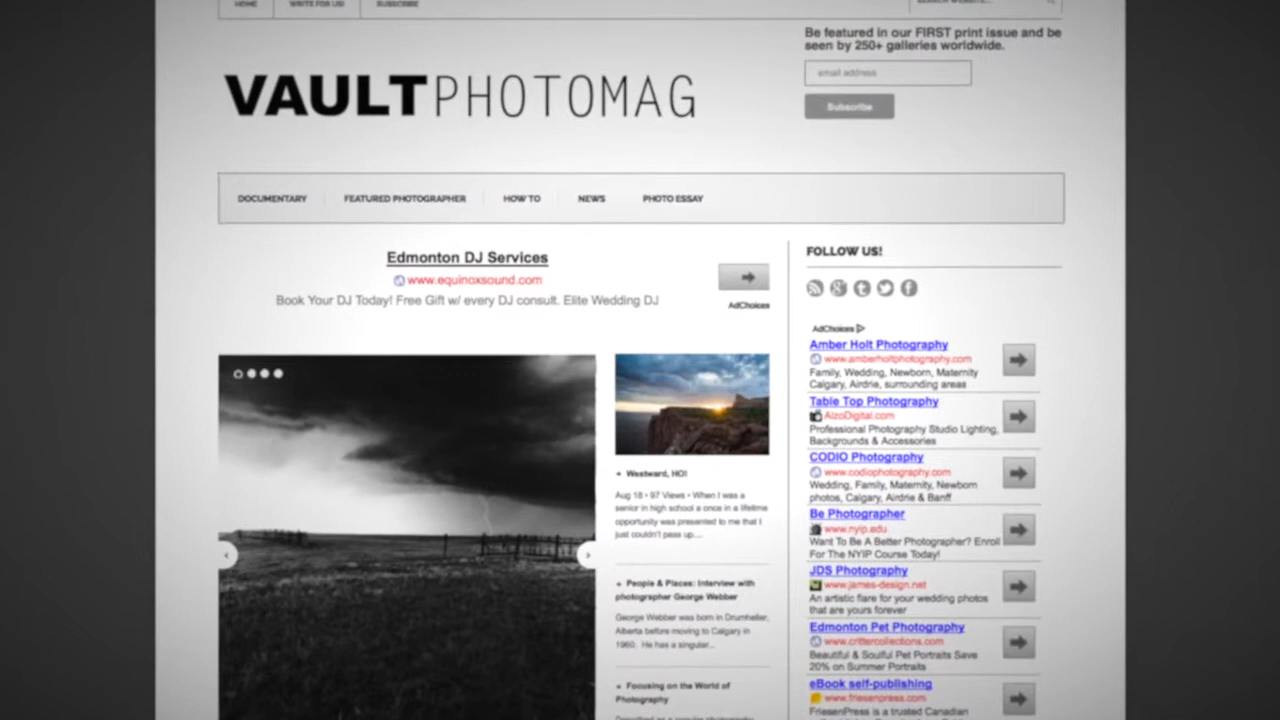 HOME WRITE FOR US! SUBSCRIBE
Be featured in our FIRST print issue and be
seen by 250+ galleries worldwide.
email address
Subscribe
VAULTPHOTOMAG
DOCUMENTARY FEATURED PHOTOGRAPHER HOW TO NEWS PHOTO ESSAY
Edmonton DJ Services
www.equinoxsound.com
Book Your DJ Today! Free Gift w/ every DJ consult. Elite Wedding DJ
AdChoices
+ Westward, HO!
Aug 18 • 97 Views • When I was a
senior in high school a once in a lifetime
opportunity was presented to me that I
just couldn't pass up....
+ People & Places: Interview with
photographer George Webber
George Webber was born in Drumheller,
Alberta before moving to Calgary in
1960. He has a singular...
+ Focusing on the World of
Photography
FOLLOW US!
AdChoices
Amber Holt Photography
www.amberholtphotography.com
Family, Wedding, Newborn, Maternity
Calgary, Airdrie, surrounding areas
Table Top Photography
AlzoDigital.com
Professional Photography Studio Lighting,
Backgrounds & Accessories
CODIO Photography
www.codiophotography.com
Wedding, Family, Maternity, Newborn
photos, Calgary, Airdrie & Banff
Be Photographer
www.nyip.edu
Want To Be A Better Photographer? Enroll
For The NYIP Course Today!
JDS Photography
www.james-design.net
An artistic flare for your wedding photos
that are yours forever
Edmonton Pet Photography
www.crittercollections.com
Beautiful & Soulful Pet Portraits Save
20% on Summer Portraits
eBook self-publishing
www.friesenpress.com
FriesenPress is a trusted Canadian